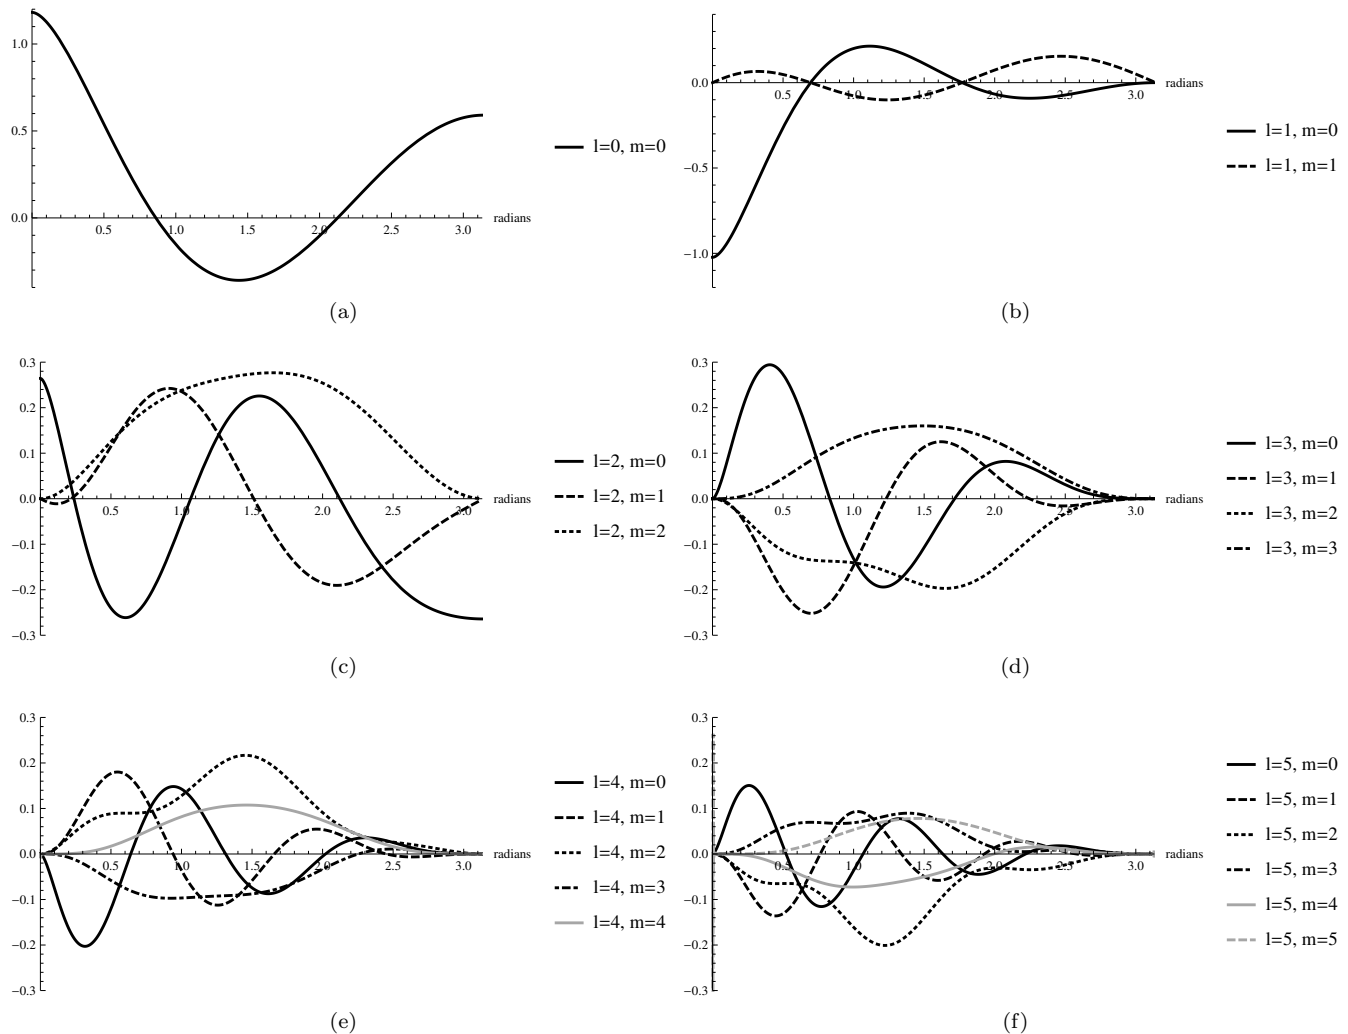 1.0
0.5
0.0
0.5 1.0 1.5 2.0 2.5 3.0 radians
l=0, m=0
(a)
0.0
−0.5
−1.0
0.5 1.0 1.5 2.0 2.5 3.0 radians
l=1, m=0
l=1, m=1
(b)
0.3
0.2
0.1
0.0
−0.1
−0.2
−0.3
0.5 1.0 1.5 2.0 2.5 3.0 radians
l=2, m=0
l=2, m=1
l=2, m=2
(c)
0.3
0.2
0.1
0.0
−0.1
−0.2
−0.3
0.5 1.0 1.5 2.0 2.5 3.0 radians
l=3, m=0
l=3, m=1
l=3, m=2
l=3, m=3
(d)
0.3
0.2
0.1
0.0
−0.1
−0.2
−0.3
0.5 1.0 1.5 2.0 2.5 3.0 radians
l=4, m=0
l=4, m=1
l=4, m=2
l=4, m=3
l=4, m=4
(e)
0.3
0.2
0.1
0.0
−0.1
−0.2
−0.3
0.5 1.0 1.5 2.0 2.5 3.0 radians
l=5, m=0
l=5, m=1
l=5, m=2
l=5, m=3
l=5, m=4
l=5, m=5
(f)